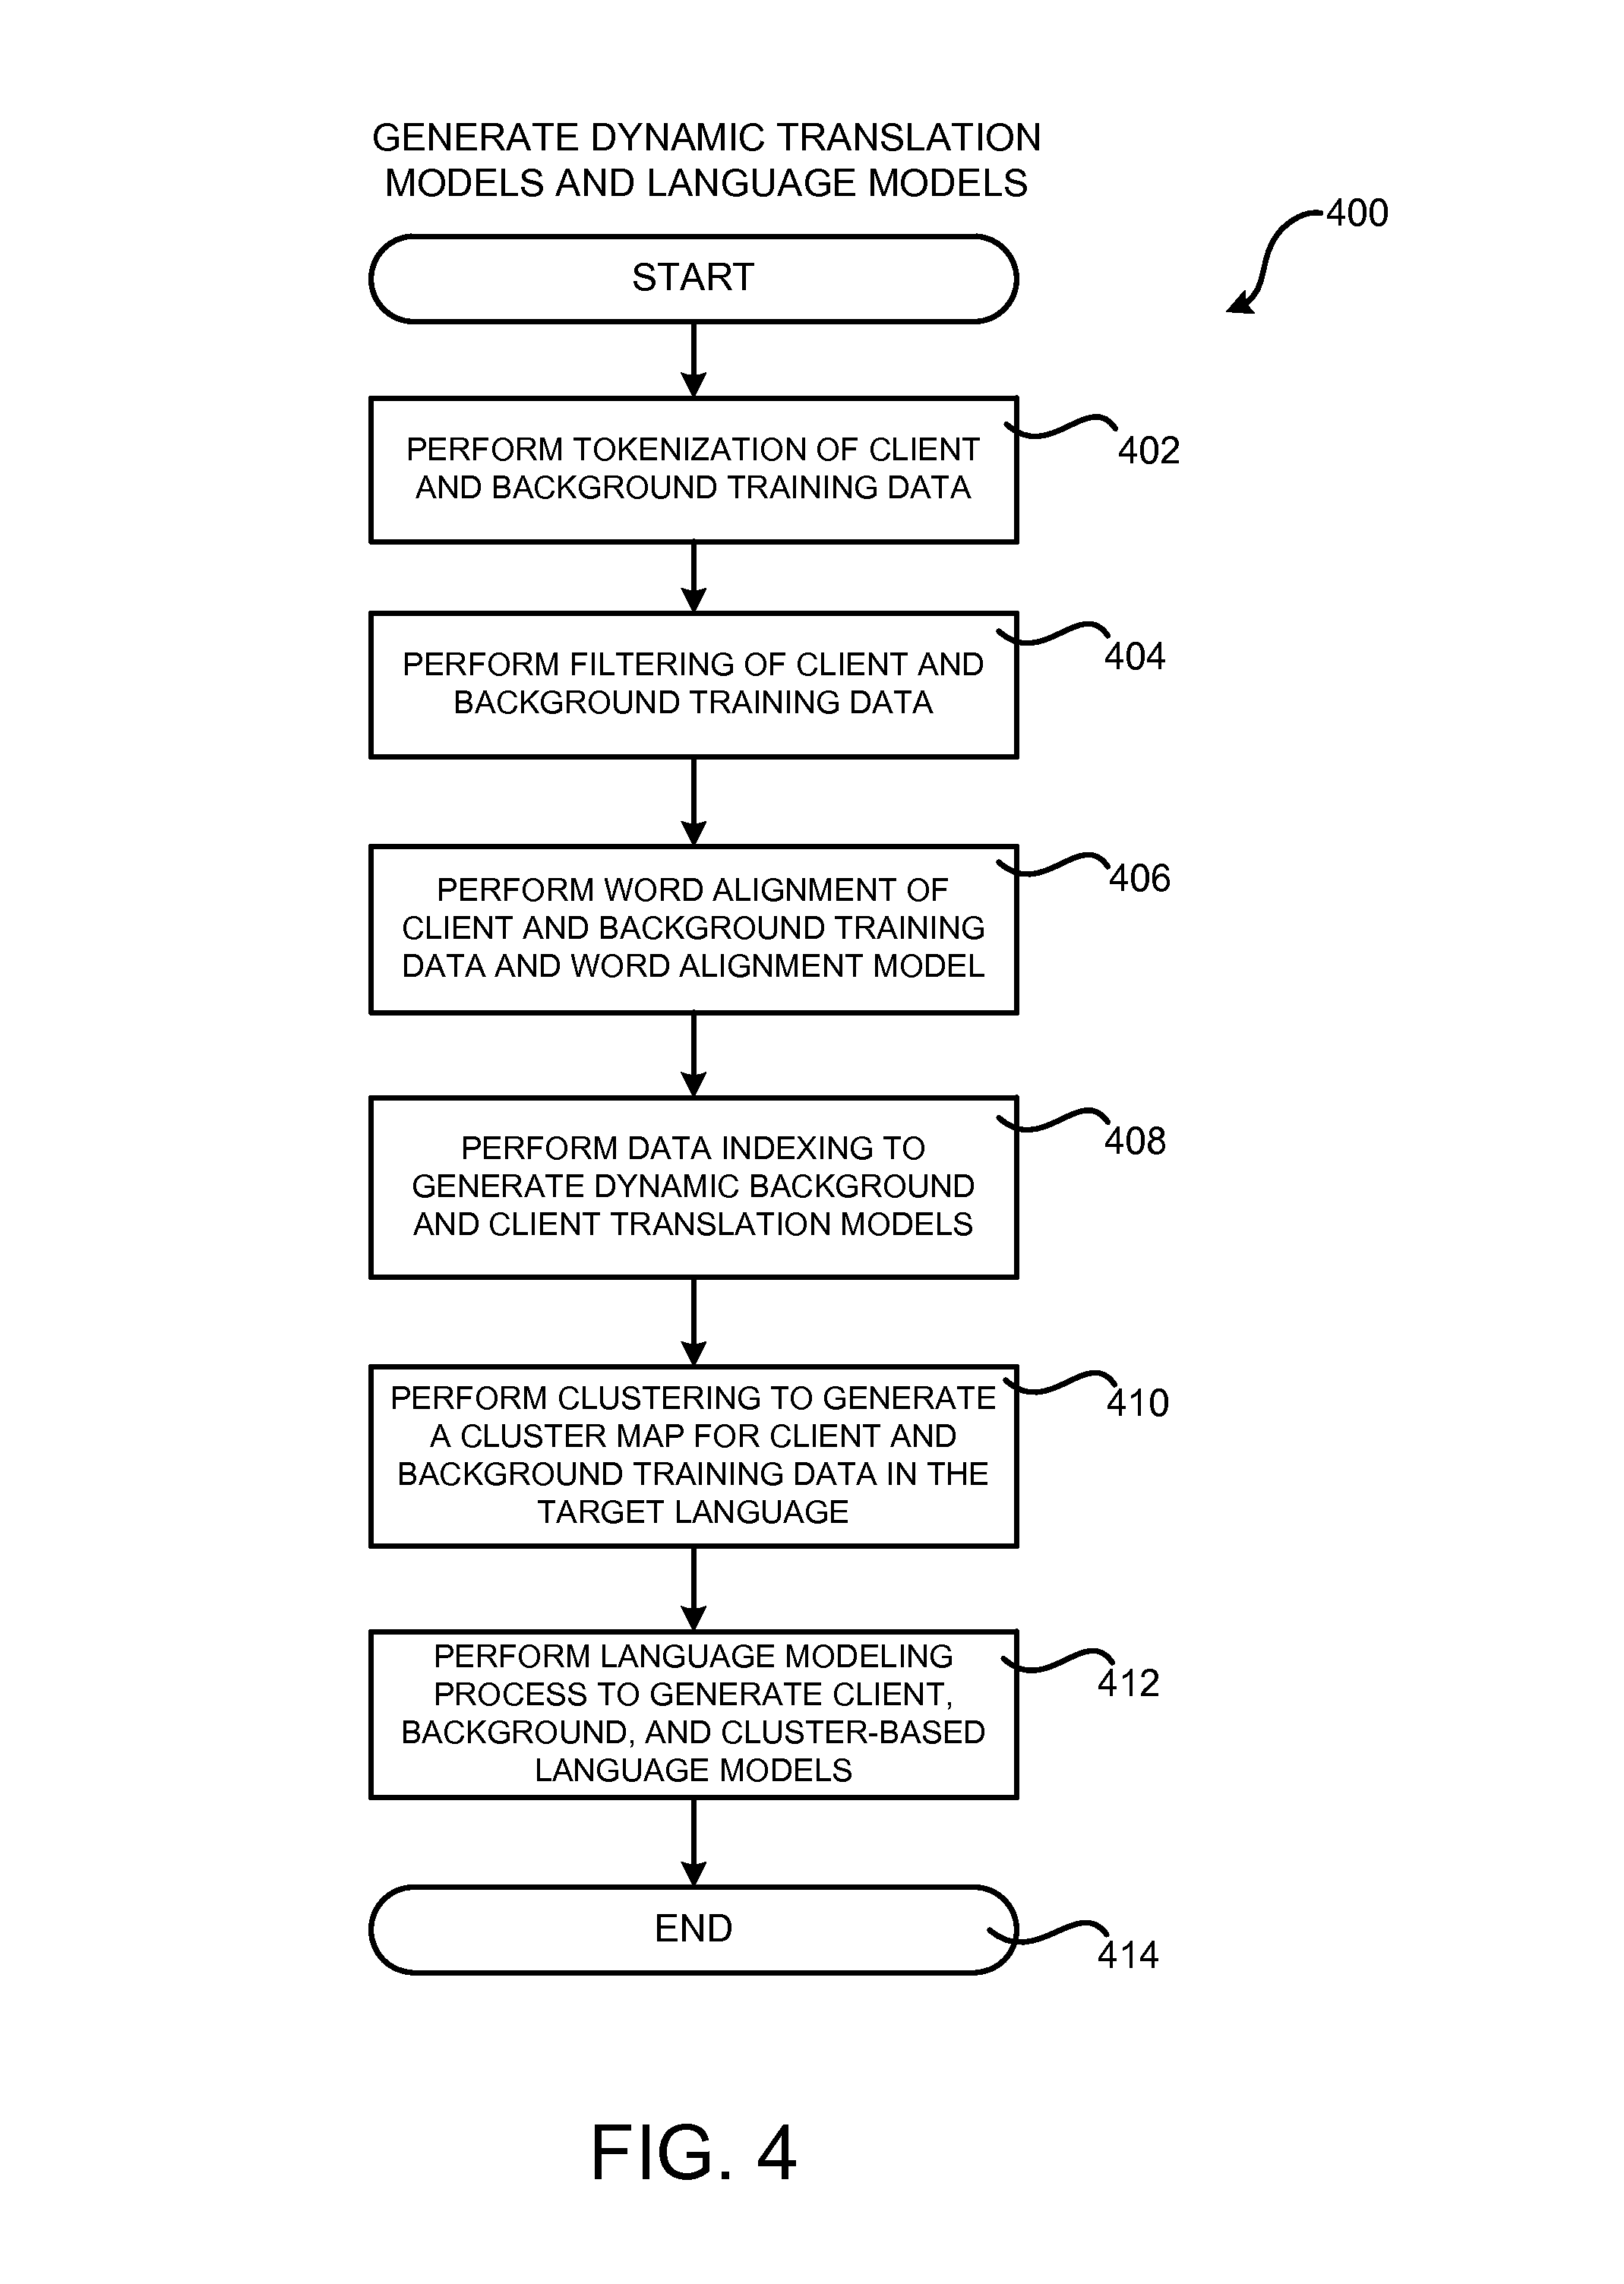 GENERATE DYNAMIC TRANSLATION
MODELS AND LANGUAGE MODELS
400
START
PERFORM TOKENIZATION OF CLIENT
AND BACKGROUND TRAINING DATA
402
PERFORM FILTERING OF CLIENT AND
BACKGROUND TRAINING DATA
404
PERFORM WORD ALIGNMENT OF
CLIENT AND BACKGROUND TRAINING
DATA AND WORD ALIGNMENT MODEL
406
PERFORM DATA INDEXING TO
GENERATE DYNAMIC BACKGROUND
AND CLIENT TRANSLATION MODELS
408
PERFORM CLUSTERING TO GENERATE
A CLUSTER MAP FOR CLIENT AND
BACKGROUND TRAINING DATA IN THE
TARGET LANGUAGE
410
PERFORM LANGUAGE MODELING
PROCESS TO GENERATE CLIENT,
BACKGROUND, AND CLUSTER-BASED
LANGUAGE MODELS
412
END
414
FIG. 4